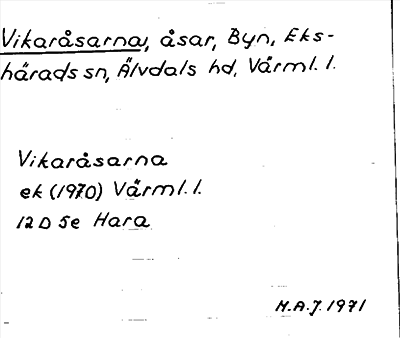 Vikaråsarna, åsar, Byn, Eks-
härads sn, Älvdals hd, Värml. l.
Vikaråsarna
ek (1970) Värml. l.
12 D 5e Hara
M.A.J. 1971